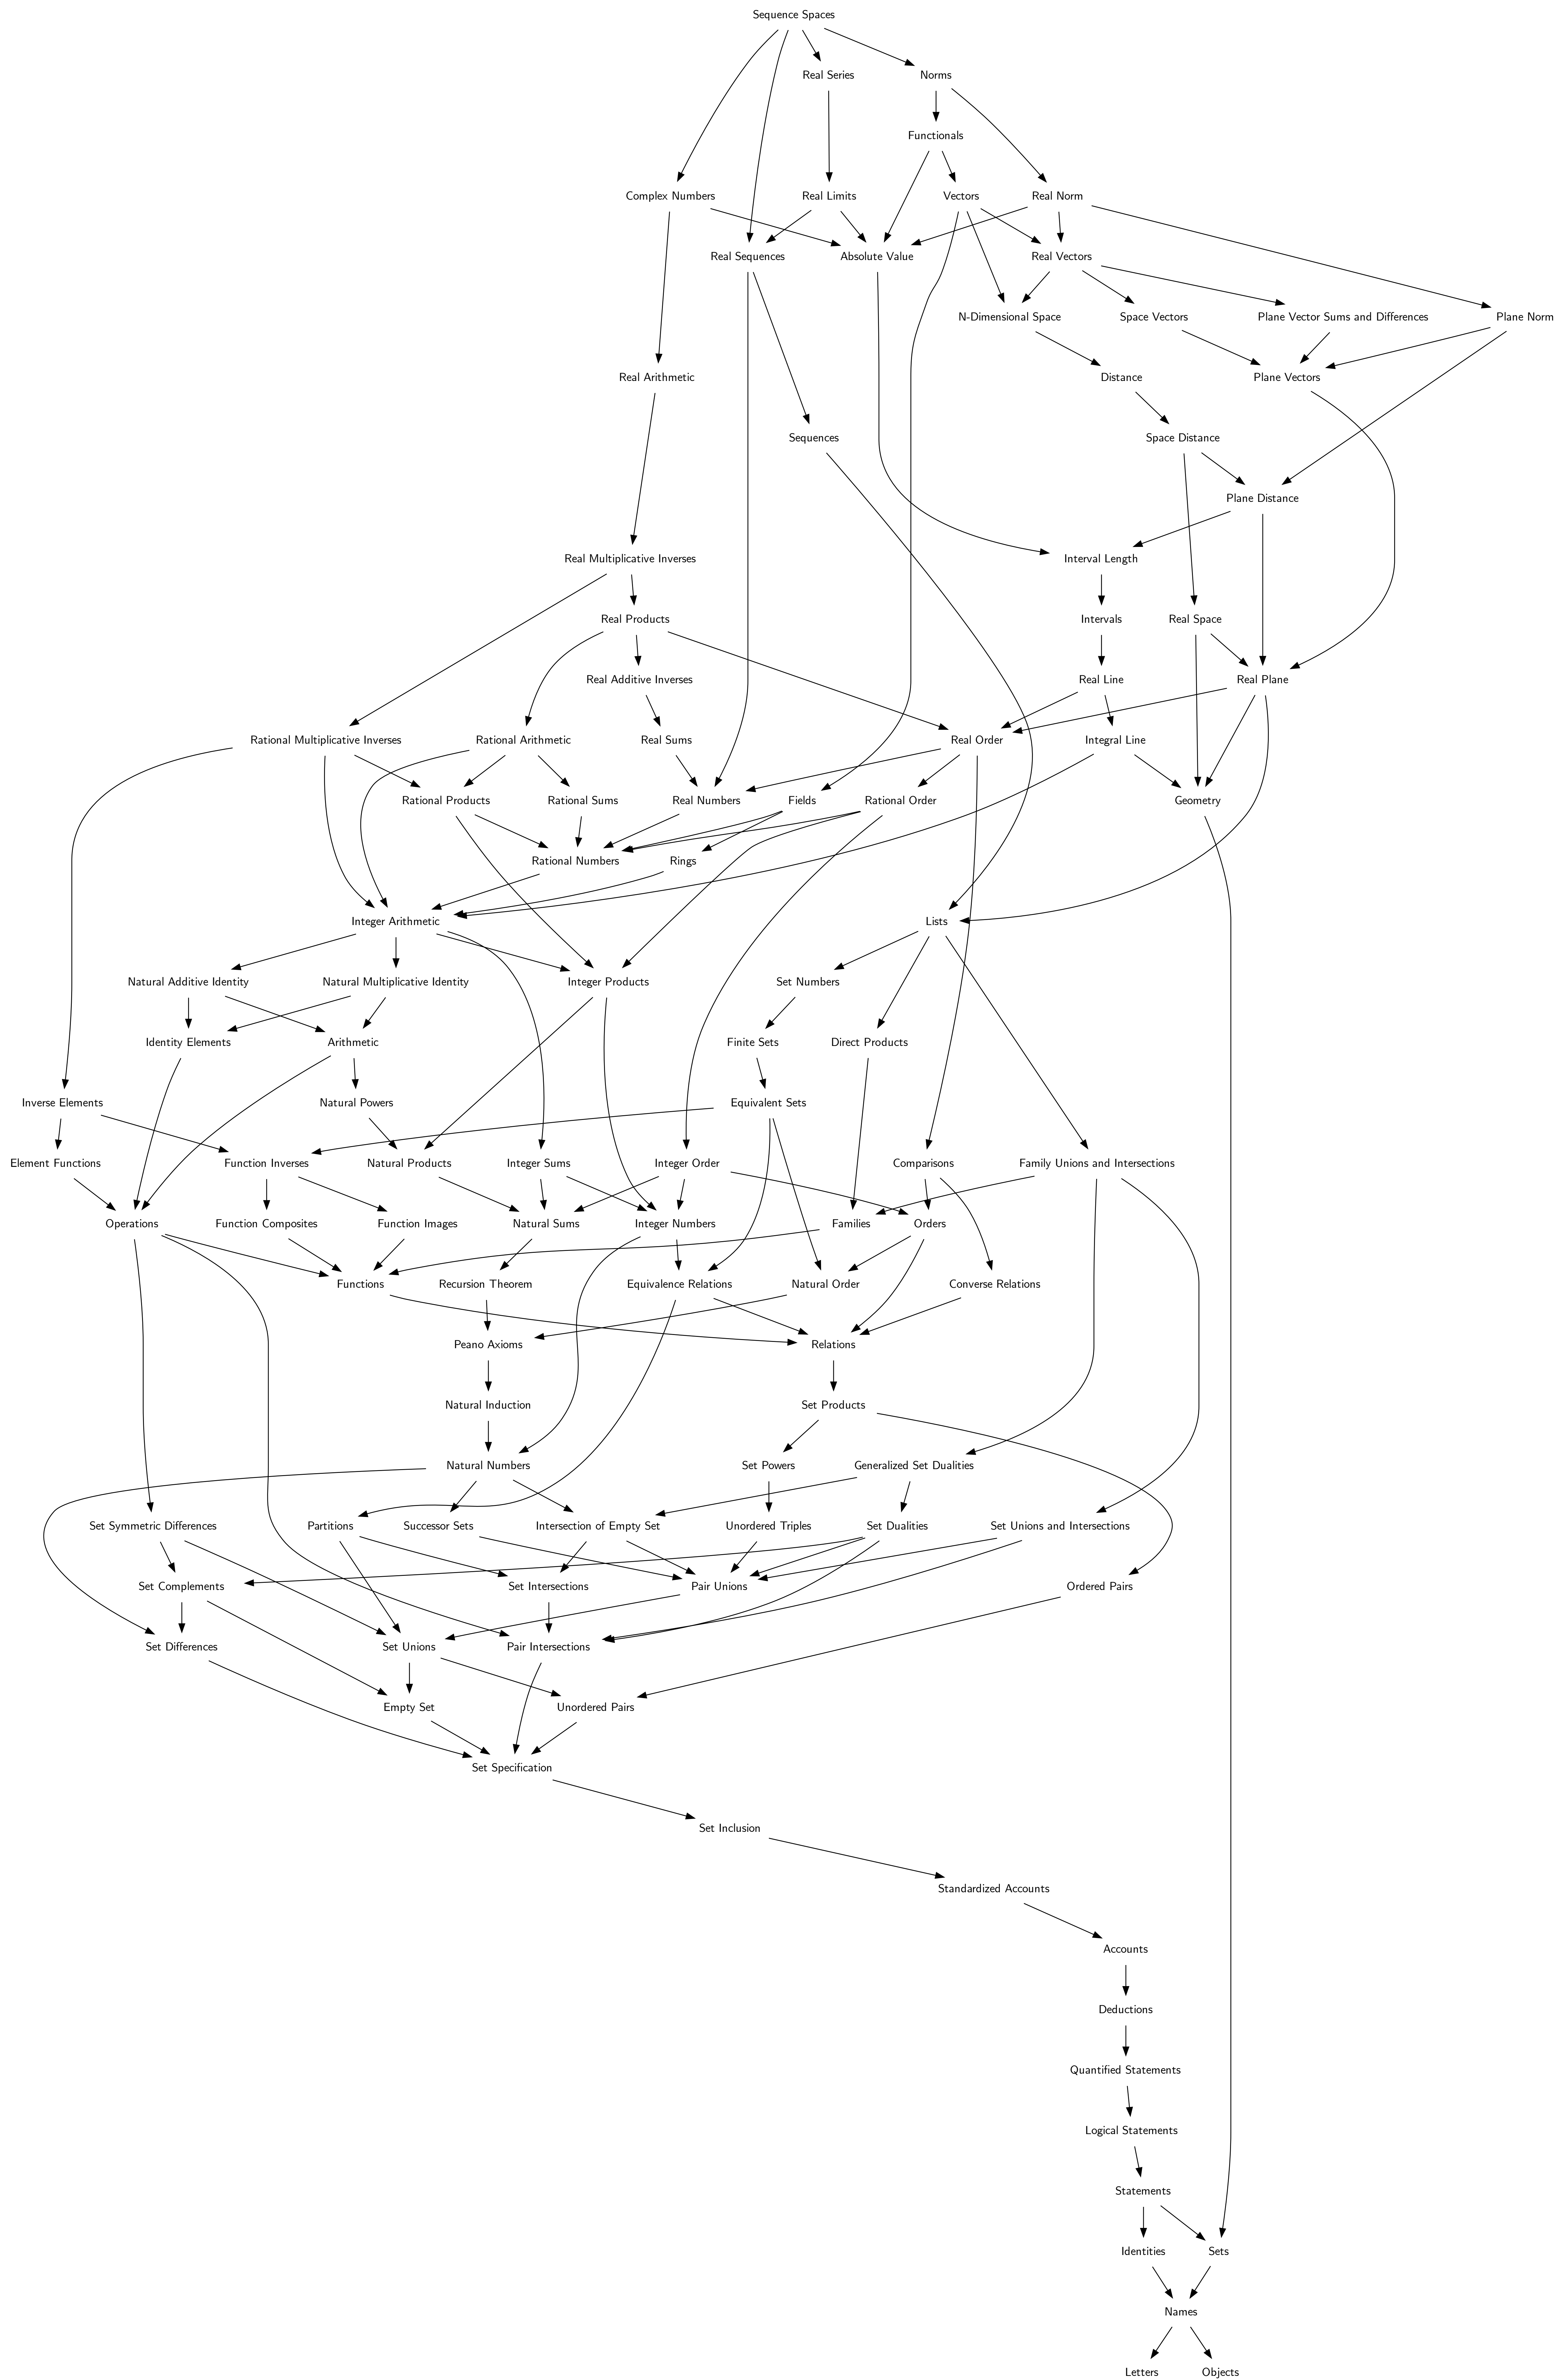 Sequence Spaces
Real Series
Norms
Functionals
Complex Numbers
Real Limits
Vectors
Real Norm
Real Sequences
Absolute Value
Real Vectors
N-Dimensional Space
Space Vectors
Plane Vector Sums and Differences
Plane Norm
Real Arithmetic
Distance
Plane Vectors
Sequences
Space Distance
Plane Distance
Real Multiplicative Inverses
Interval Length
Real Products
Intervals
Real Space
Real Additive Inverses
Real Line
Real Plane
Rational Multiplicative Inverses
Rational Arithmetic
Real Sums
Real Order
Integral Line
Rational Products
Rational Sums
Real Numbers
Fields
Rational Order
Geometry
Rational Numbers
Rings
Integer Arithmetic
Lists
Natural Additive Identity
Natural Multiplicative Identity
Integer Products
Set Numbers
Identity Elements
Arithmetic
Finite Sets
Direct Products
Inverse Elements
Natural Powers
Equivalent Sets
Element Functions
Function Inverses
Natural Products
Integer Sums
Integer Order
Comparisons
Family Unions and Intersections
Operations
Function Composites
Function Images
Natural Sums
Integer Numbers
Families
Orders
Functions
Recursion Theorem
Equivalence Relations
Natural Order
Converse Relations
Peano Axioms
Relations
Natural Induction
Set Products
Natural Numbers
Set Powers
Generalized Set Dualities
Set Symmetric Differences
Partitions
Successor Sets
Intersection of Empty Set
Unordered Triples
Set Dualities
Set Unions and Intersections
Set Complements
Set Intersections
Pair Unions
Ordered Pairs
Set Differences
Set Unions
Pair Intersections
Empty Set
Unordered Pairs
Set Specification
Set Inclusion
Standardized Accounts
Accounts
Deductions
Quantified Statements
Logical Statements
Statements
Identities
Sets
Names
Letters
Objects